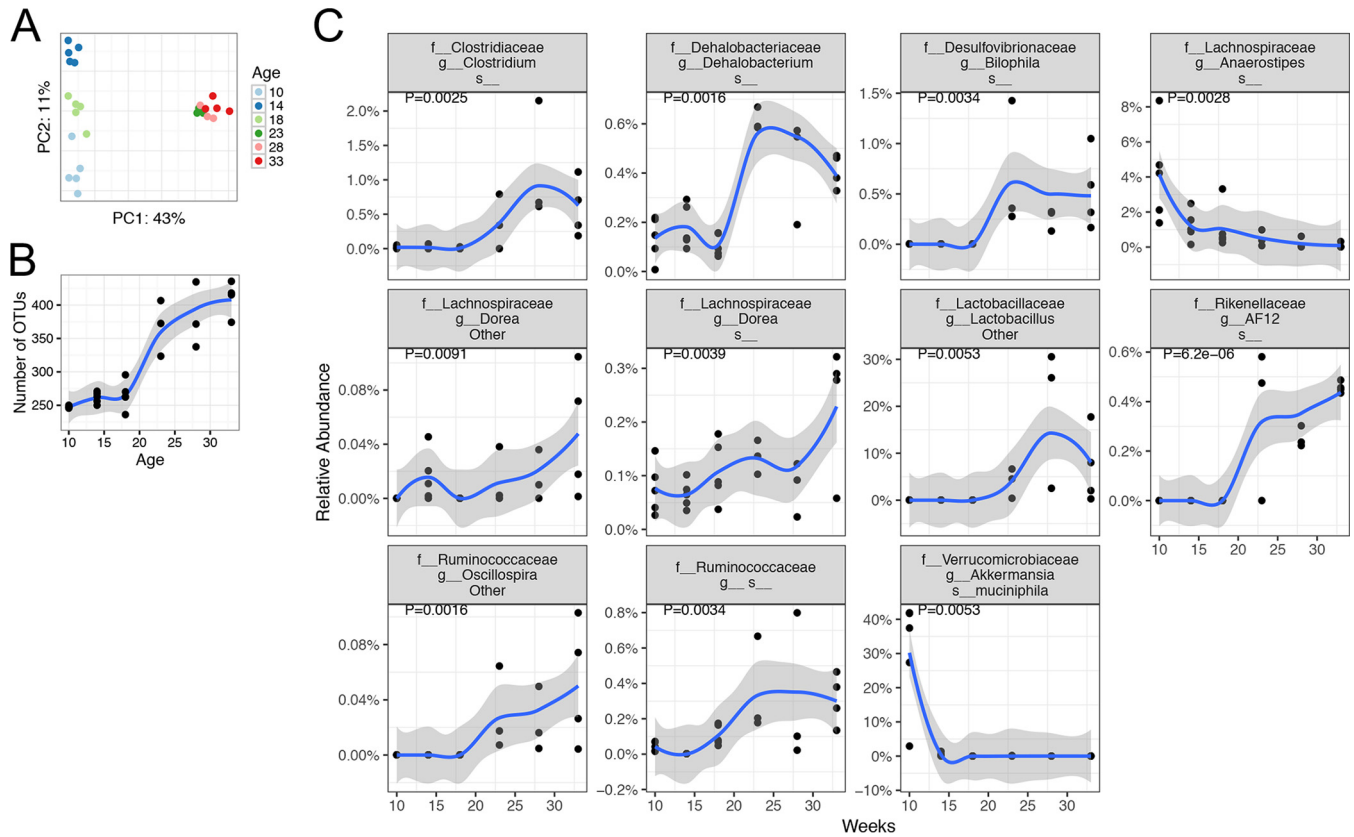 A
PC2: 11%
PC1: 43%
Age
10
14
18
23
28
33
B
Number of OTUs
400
350
300
250
10
15
20
25
30
Age
C
Relative Abundance
f__Clostridiaceae
g__Clostridium
s__
P=0.0025
2.0%
1.5%
1.0%
0.5%
0.0%
f__Dehalobacteriaceae
g__Dehalobacterium
s__
P=0.0016
0.6%
0.4%
0.2%
0.0%
f__Desulfovibrionaceae
g__Bilophila
s__
P=0.0034
1.5%
1.0%
0.5%
0.0%
f__Lachnospiraceae
g__Anaerostipes
s__
P=0.0028
8%
6%
4%
2%
0%
f__Lachnospiraceae
g__Dorea
Other
P=0.0091
0.08%
0.04%
0.00%
f__Lachnospiraceae
g__Dorea
s__
P=0.0039
0.3%
0.2%
0.1%
0.0%
f__Lactobacillaceae
g__Lactobacillus
Other
P=0.0053
30%
20%
10%
0%
f__Rikenellaceae
g__AF12
s__
P=6.2e−06
0.6%
0.4%
0.2%
0.0%
10
15
20
25
30
f__Ruminococcaceae
g__Oscillospira
Other
P=0.0016
0.08%
0.04%
0.00%
10
15
20
25
30
f__Ruminococcaceae
g__ s__
P=0.0034
0.8%
0.6%
0.4%
0.2%
0.0%
−0.2%
10
15
20
25
30
f__Verrucomicrobiaceae
g__Akkermansia
s__muciniphila
P=0.0053
40%
30%
20%
10%
0%
−10%
10
15
20
25
30
Weeks